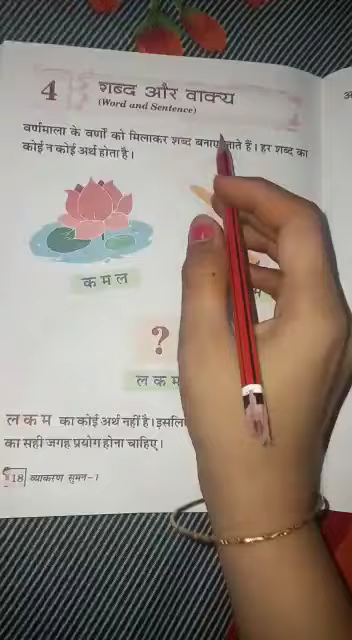 4 शब्द और वाक्य
(Word and Sentence)
वर्णमाला के वर्णों को मिलाकर शब्द बनाए जाते हैं। हर शब्द का
कोई न कोई अर्थ होता है।
क म ल
म
?
ल क म
ल क म का कोई अर्थ नहीं है। इसलि
का सही जगह प्रयोग होना चाहिए।
18 व्याकरण सुमन-1